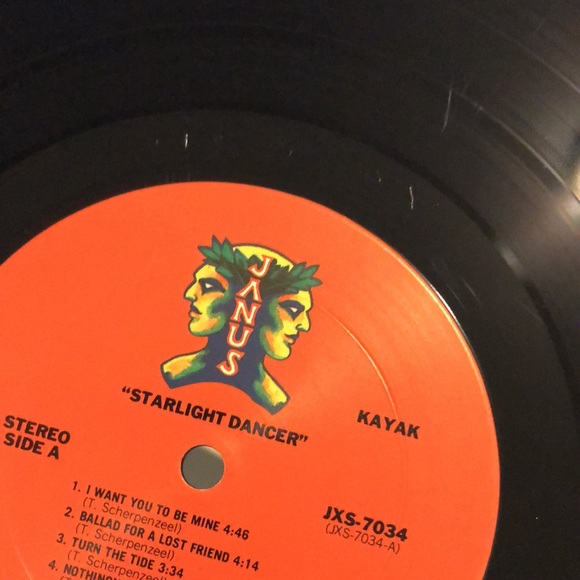 JANUS
"STARLIGHT DANCER"
KAYAK
STEREO
SIDE A
JXS-7034
(JXS-7034-A)
1. I WANT YOU TO BE MINE 4:46
(T. Scherpenzeel)
2. BALLAD FOR A LOST FRIEND 4:14
(T. Scherpenzeel)
3. TURN THE TIDE 3:34
(T. Scherpenzeel)
4.